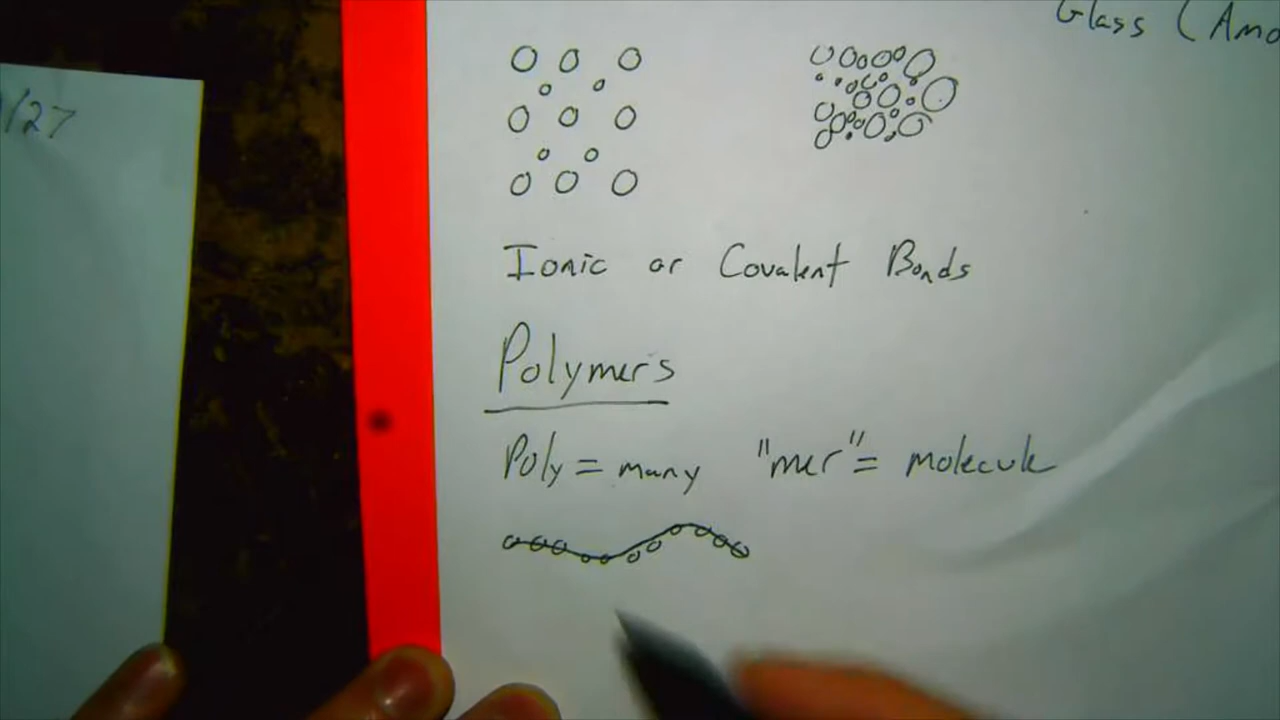 Glass (Amo
/27
Ionic or Covalent Bonds
Polymers
Poly = many "mer" = molecule